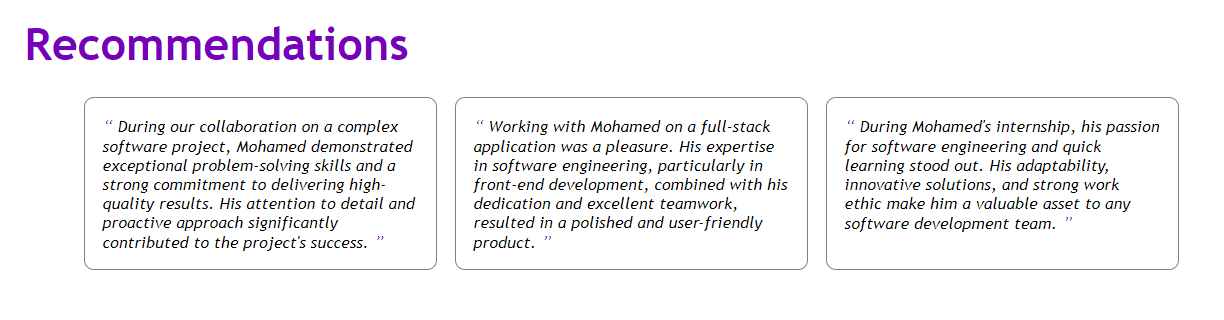 Recommendations
“ During our collaboration on a complex
software project, Mohamed demonstrated
exceptional problem-solving skills and a
strong commitment to delivering high-
quality results. His attention to detail and
proactive approach significantly
contributed to the project's success. ”
“ Working with Mohamed on a full-stack
application was a pleasure. His expertise
in software engineering, particularly in
front-end development, combined with his
dedication and excellent teamwork,
resulted in a polished and user-friendly
product. ”
“ During Mohamed's internship, his passion
for software engineering and quick
learning stood out. His adaptability,
innovative solutions, and strong work
ethic make him a valuable asset to any
software development team. ”